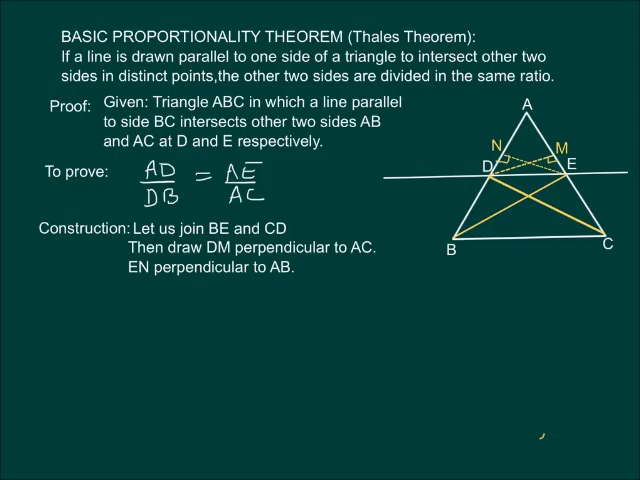 BASIC PROPORTIONALITY THEOREM (Thales Theorem):
If a line is drawn parallel to one side of a triangle to intersect other two
sides in distinct points,the other two sides are divided in the same ratio.
Proof: Given: Triangle ABC in which a line parallel
to side BC intersects other two sides AB
and AC at D and E respectively.
To prove: AD/DB = AE/AC
Construction: Let us join BE and CD
Then draw DM perpendicular to AC.
EN perpendicular to AB.
A
N M
D E
B C